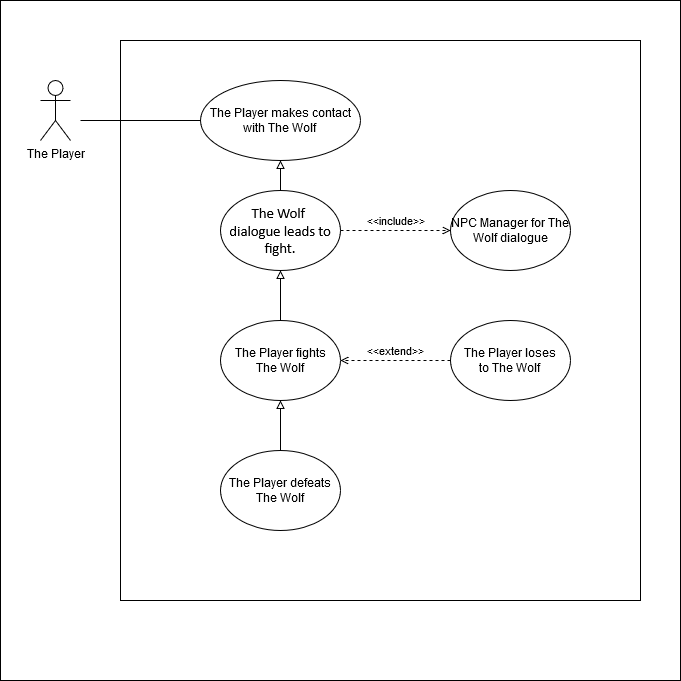 The Player makes contact
with The Wolf
The Player
The Wolf
dialogue leads to
fight.
<<include>>
NPC Manager for The
Wolf dialogue
The Player fights
The Wolf
<<extend>>
The Player loses
to The Wolf
The Player defeats
The Wolf